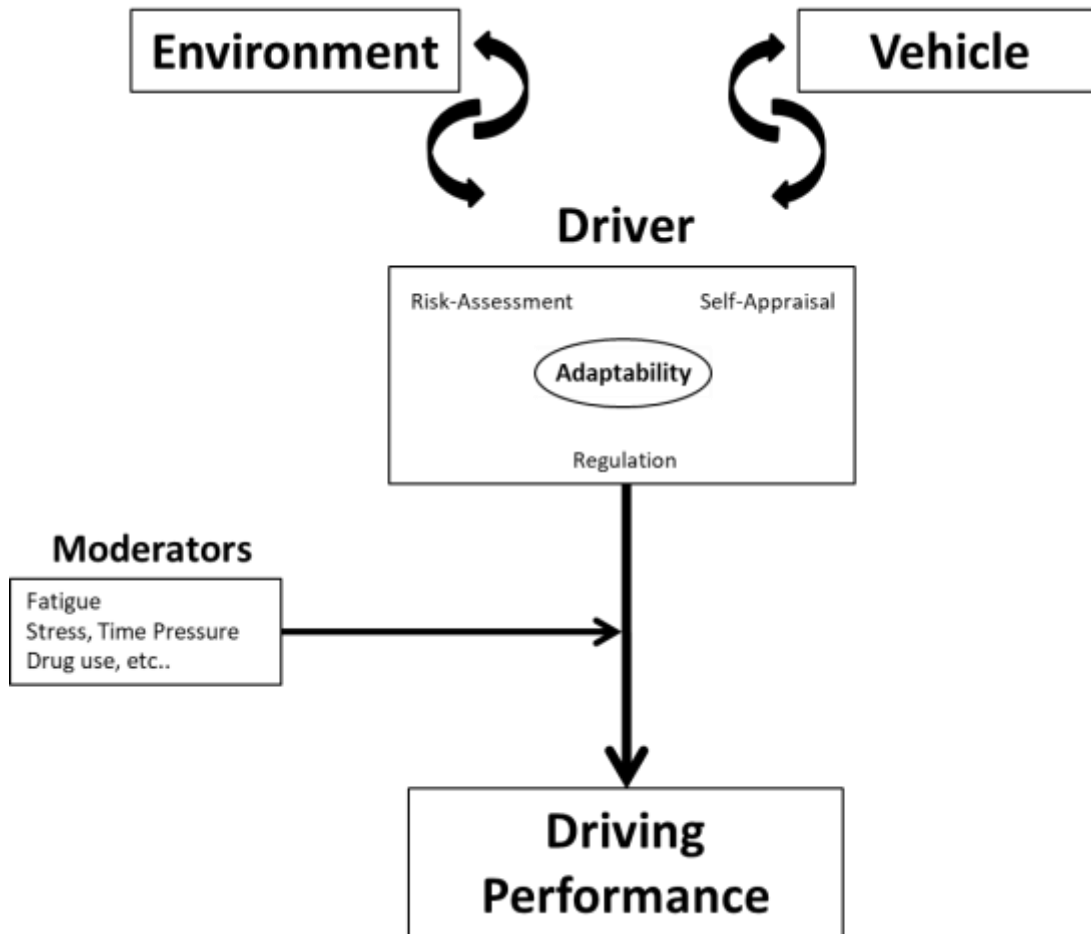 Environment
Vehicle
Driver
Risk-Assessment
Self-Appraisal
Adaptability
Regulation
Moderators
Fatigue
Stress, Time Pressure
Drug use, etc..
Driving
Performance